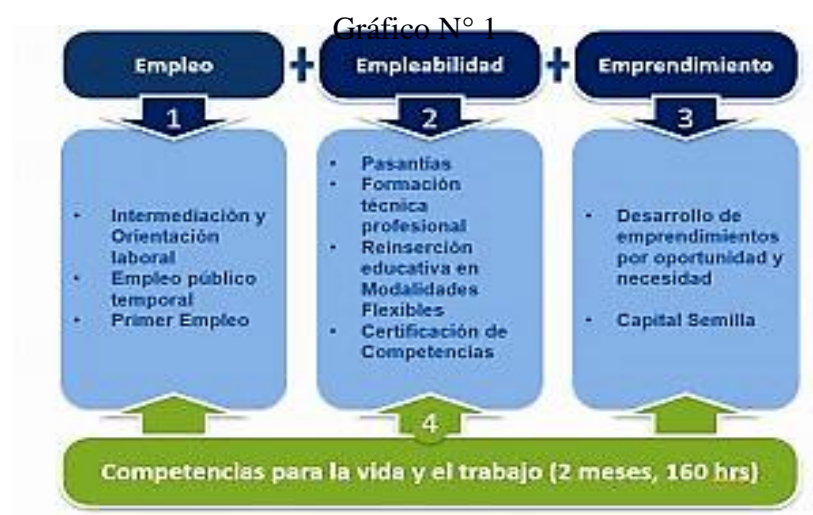 Gráfico N° 1
Empleo + Empleabilidad + Emprendimiento
1
2
3
• Intermediación y
Orientación
laboral
• Empleo público
temporal
• Primer Empleo
• Pasantías
• Formación
técnica
profesional
• Reinserción
educativa en
Modalidades
Flexibles
• Certificación de
Competencias
• Desarrollo de
emprendimientos
por oportunidad y
necesidad
• Capital Semilla
4
Competencias para la vida y el trabajo (2 meses, 160 hrs)